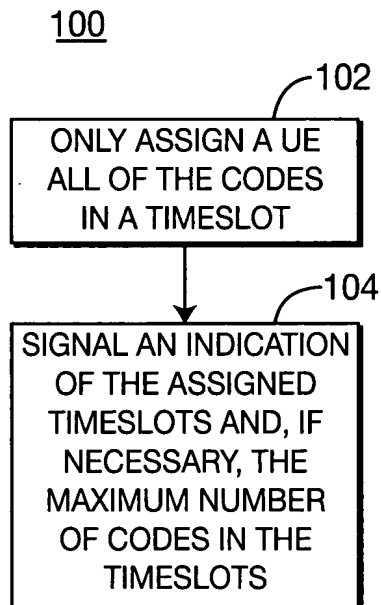 100
102
ONLY ASSIGN A UE
ALL OF THE CODES
IN A TIMESLOT
104
SIGNAL AN INDICATION
OF THE ASSIGNED
TIMESLOTS AND, IF
NECESSARY, THE
MAXIMUM NUMBER
OF CODES IN THE
TIMESLOTS